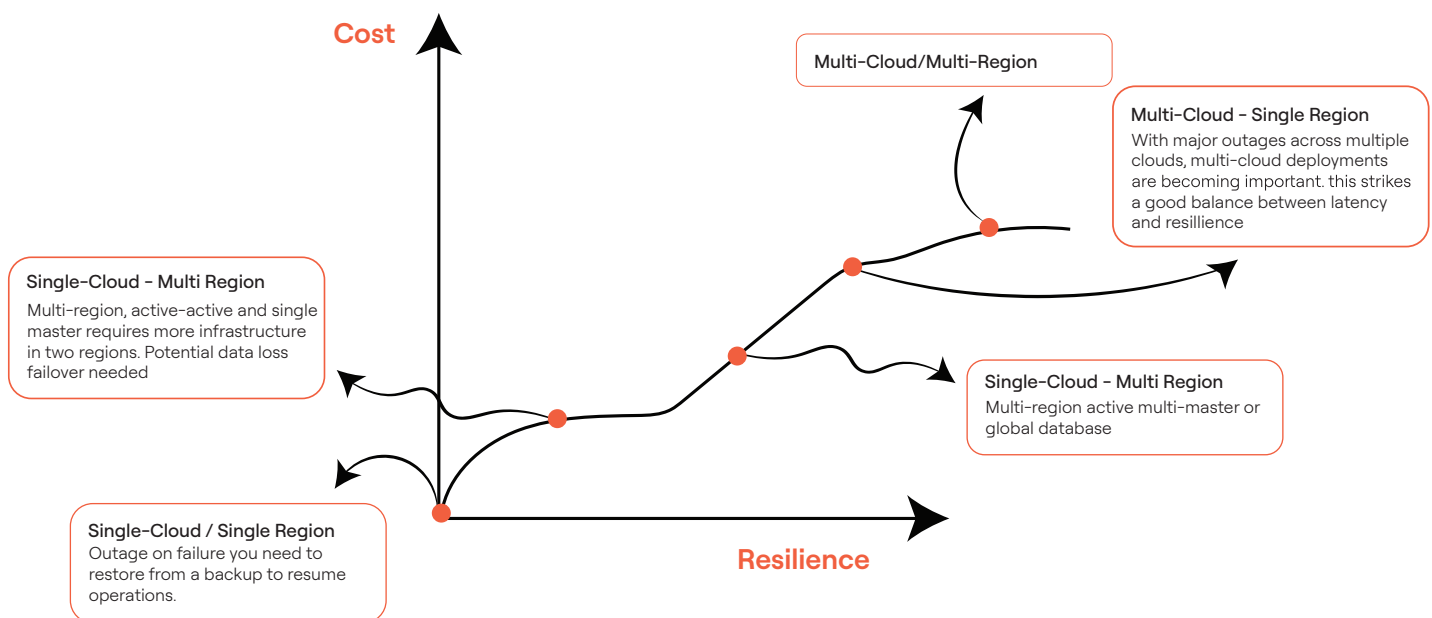 Cost
Multi-Cloud/Multi-Region
Multi-Cloud - Single Region
With major outages across multiple
clouds, multi-cloud deployments
are becoming important. this strikes
a good balance between latency
and resillience
Single-Cloud - Multi Region
Multi-region, active-active and single
master requires more infrastructure
in two regions. Potential data loss
failover needed
Single-Cloud - Multi Region
Multi-region active multi-master or
global database
Single-Cloud / Single Region
Outage on failure you need to
restore from a backup to resume
operations.
Resilience